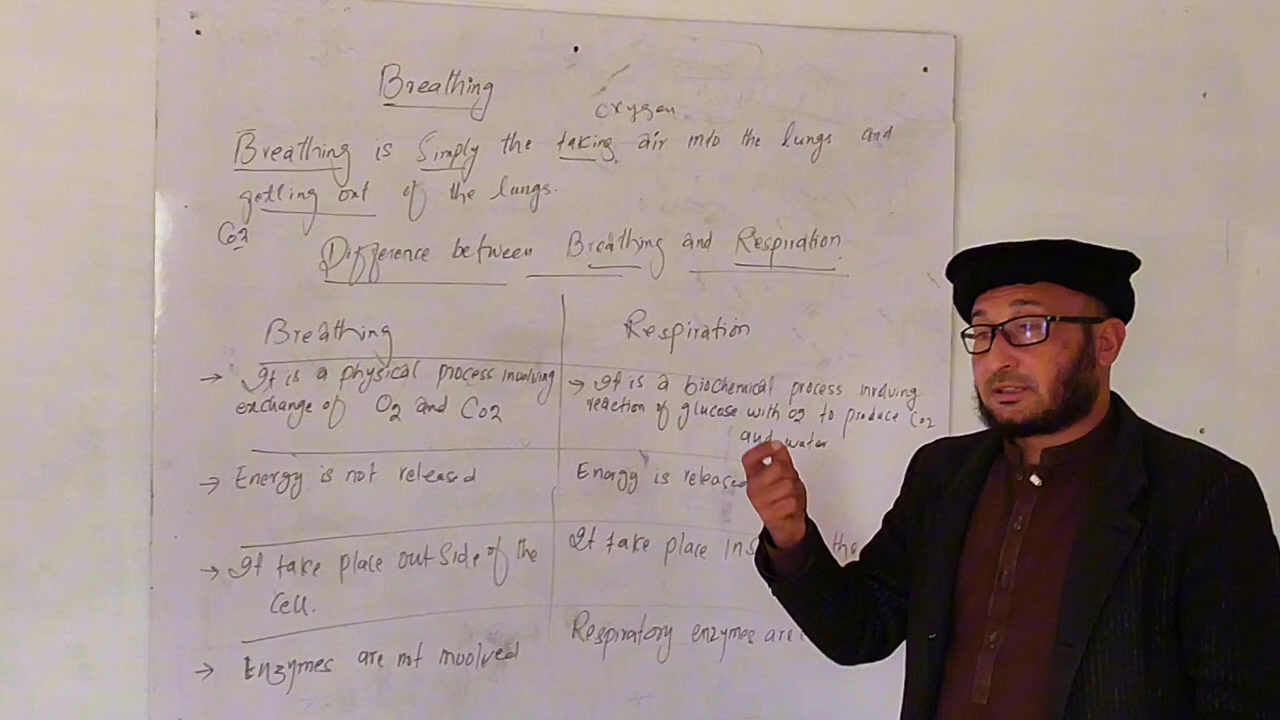 Breathing
oxygen
Breathing is Simply the taking air into the lungs and
getting out of the lungs.
Co2
Difference between Breathing and Respiration.
Breathing
Respiration
→ It is a physical process involving
exchange of O2 and Co2
→ It is a biochemical process involving
reaction of glucose with O2 to produce Co2
and water
→ Energy is not released
Energy is released
→ It take place out Side of the
Cell.
It take place ins the
→ Enzymes are not involved
Respiratory enzymes are